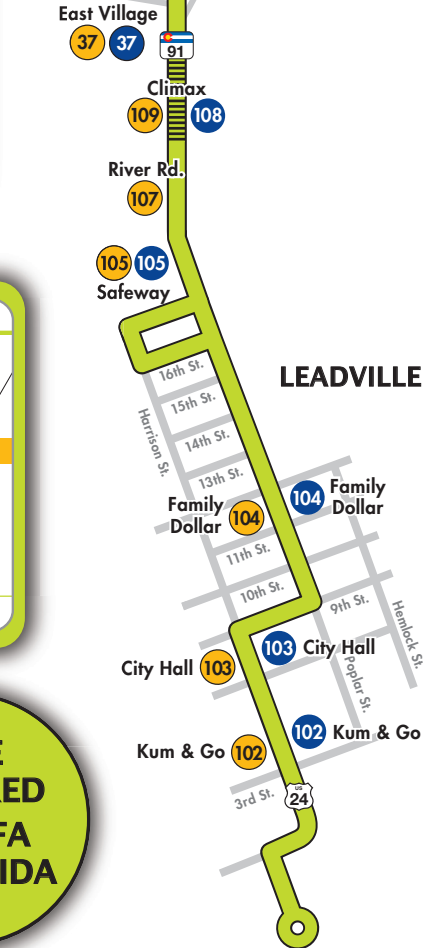 East Village
37 37
91
Climax
109 108
River Rd.
107
105 105
Safeway
16th St.
15th St.
Harrison St.
14th St.
13th St.
LEADVILLE
Family
Dollar
104
104
Family
Dollar
11th St.
10th St.
9th St.
Hemlock St.
Poplar St.
City Hall 103
103 City Hall
Kum & Go 102
102 Kum & Go
3rd St.
US
24
E
RED
FA
IDA